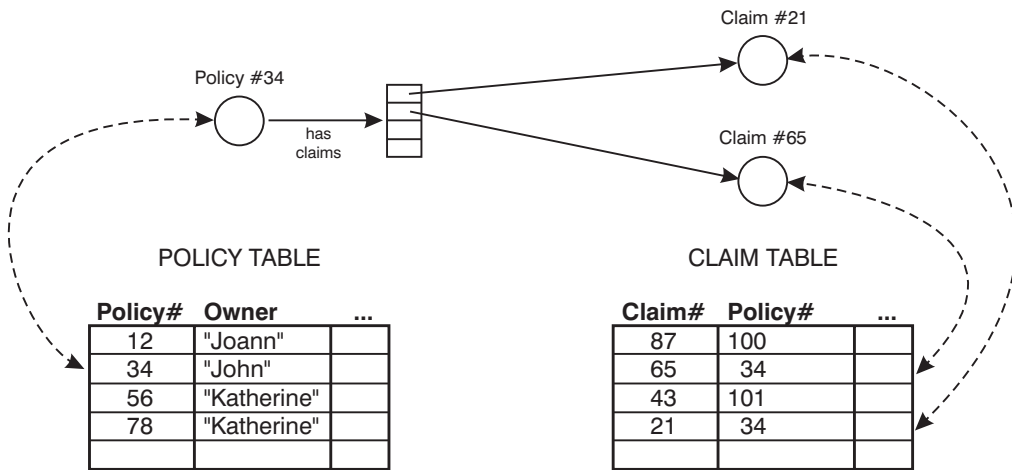 Claim #21
Policy #34
has
claims
Claim #65
POLICY TABLE
CLAIM TABLE
Policy# Owner ...
12 "Joann"
34 "John"
56 "Katherine"
78 "Katherine"
Claim# Policy# ...
87 100
65 34
43 101
21 34